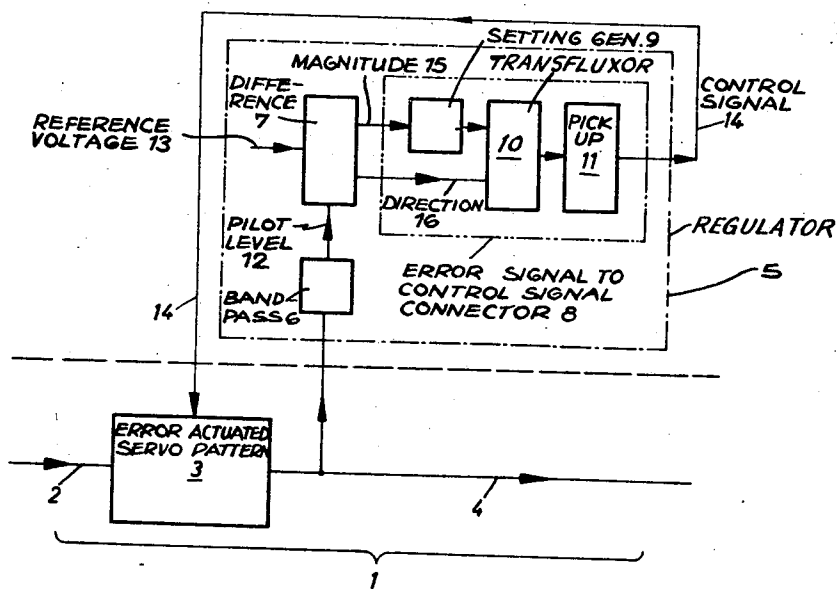 SETTING GEN.9
MAGNITUDE 15
TRANSFLUXOR
DIFFE-
RENCE
7
CONTROL
SIGNAL
14
REFERENCE
VOLTAGE 13
10
PICK
UP
11
DIRECTION
16
PILOT
LEVEL
12
REGULATOR
5
ERROR SIGNAL TO
CONTROL SIGNAL
CONNECTOR 8
BAND
PASS 6
14
ERROR ACTUATED
SERVO PATTERN
3
2
4
1